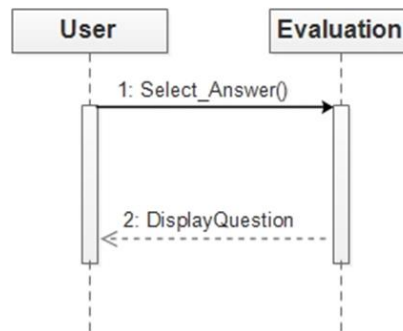 User
Evaluation
1: Select_Answer()
2: DisplayQuestion